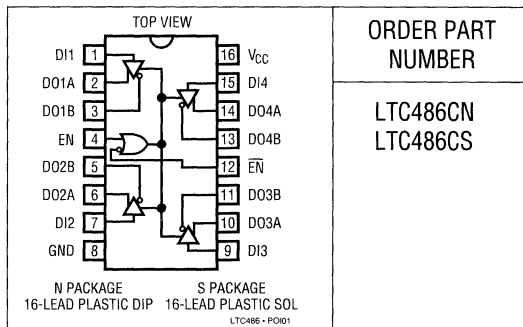 TOP VIEW
DI1 1
DO1A 2
DO1B 3
EN 4
DO2B 5
DO2A 6
DI2 7
GND 8
16 VCC
15 DI4
14 DO4A
13 DO4B
12 EN
11 DO3B
10 DO3A
9 DI3
N PACKAGE
16-LEAD PLASTIC DIP
S PACKAGE
16-LEAD PLASTIC SOL
LTC486 • POI01
ORDER PART
NUMBER
LTC486CN
LTC486CS